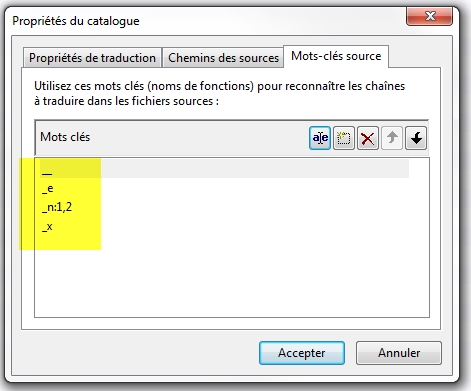 Propriétés du catalogue
Propriétés de traduction Chemins des sources Mots-clés source
Utilisez ces mots clés (noms de fonctions) pour reconnaître les chaînes
à traduire dans les fichiers sources :
Mots clés
a|e
__
_e
_n:1,2
_x
Accepter Annuler